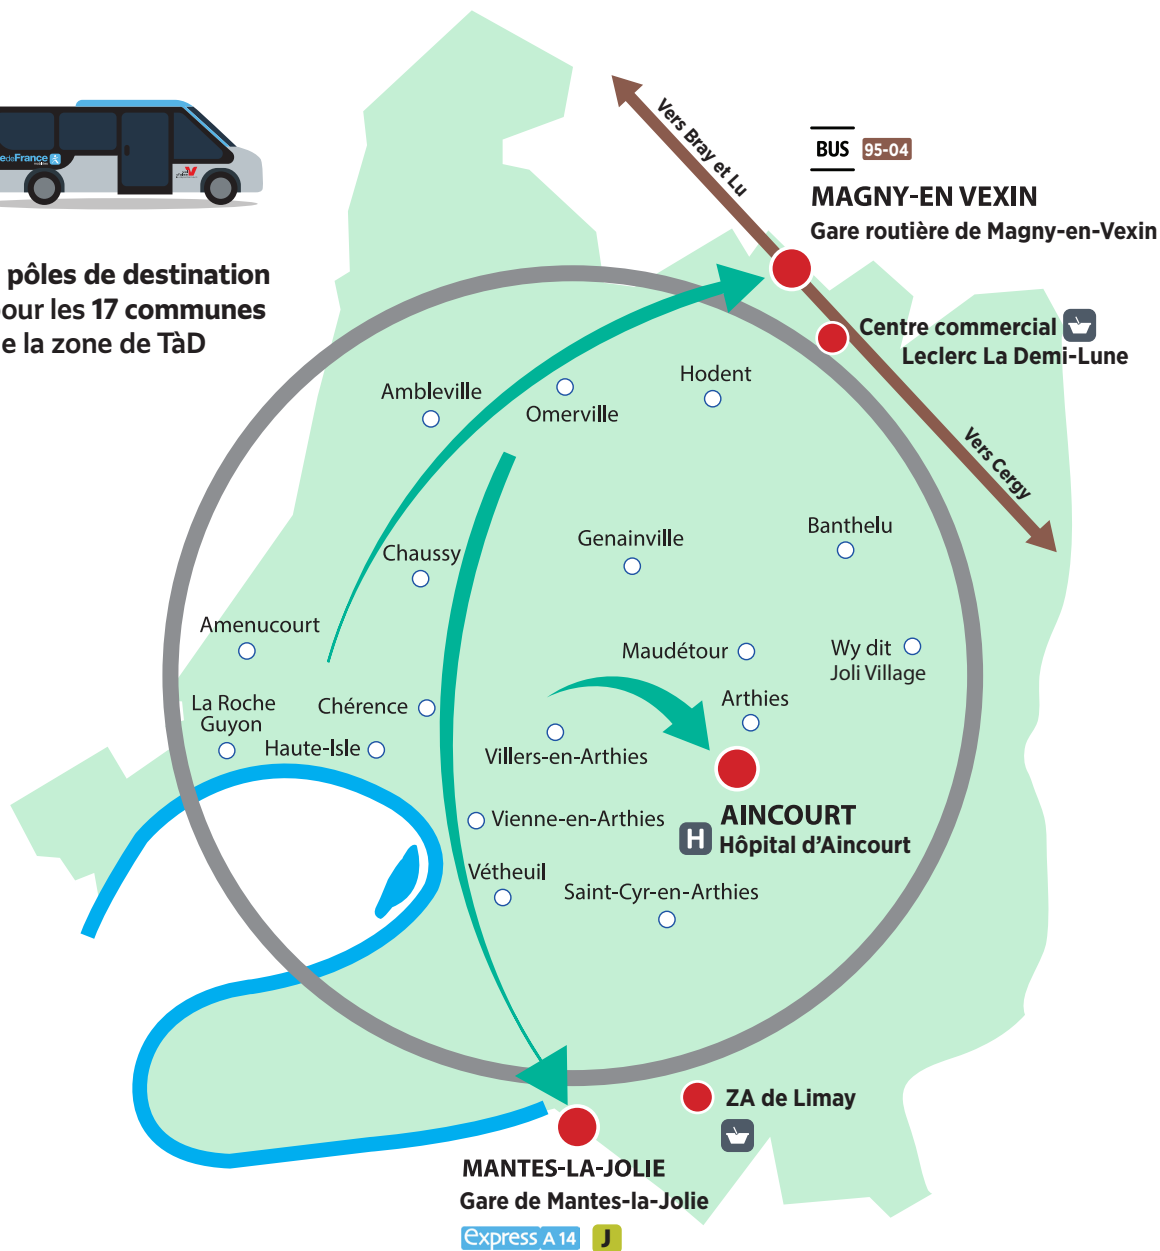 Vers Bray et Lu
BUS 95-04
MAGNY-EN VEXIN
Gare routière de Magny-en-Vexin
deFrance
pôles de destination
pour les 17 communes
de la zone de TàD
Centre commercial
Leclerc La Demi-Lune
Vers Cergy
Ambleville
Omerville
Hodent
Chaussy
Genainville
Banthelu
Amenucourt
Maudétour
Wy dit
Joli Village
La Roche
Guyon
Chérence
Arthies
Haute-Isle
Villers-en-Arthies
Vienne-en-Arthies
AINCOURT
H
Hôpital d'Aincourt
Vétheuil
Saint-Cyr-en-Arthies
ZA de Limay
MANTES-LA-JOLIE
Gare de Mantes-la-Jolie
express A 14 J